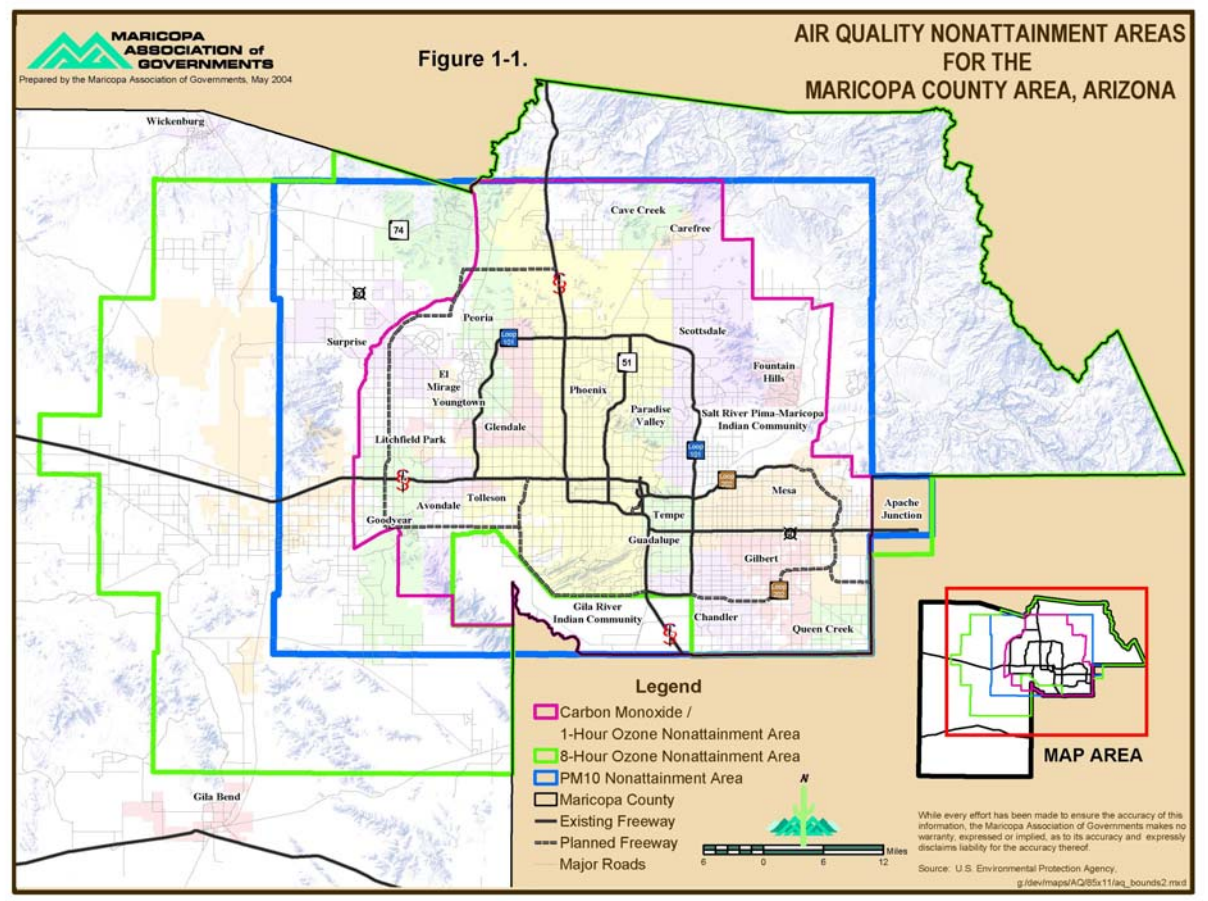 MARICOPA
ASSOCIATION of
GOVERNMENTS
Prepared by the Maricopa Association of Governments, May 2004
Figure 1-1.
AIR QUALITY NONATTAINMENT AREAS
FOR THE
MARICOPA COUNTY AREA, ARIZONA
Wickenburg
Cave Creek
Carefree
74
Peoria
Surprise
Loop
101
Scottsdale
51
El
Mirage
Youngtown
Phoenix
Fountain
Hills
Paradise
Valley
Salt River Pima-Maricopa
Indian Community
Glendale
Litchfield Park
Loop
101
Mesa
Tolleson
Avondale
Goodyear
Tempe
Apache
Junction
Guadalupe
Gilbert
Gila River
Indian Community
Chandler
Queen Creek
Gila Bend
Legend
Carbon Monoxide /
1-Hour Ozone Nonattainment Area
8-Hour Ozone Nonattainment Area
PM10 Nonattainment Area
Maricopa County
Existing Freeway
Planned Freeway
Major Roads
N
6 0 6 12 Miles
MAP AREA
While every effort has been made to ensure the accuracy of this
information, the Maricopa Association of Governments makes no
warranty, expressed or implied, as to its accuracy and expressly
disclaims liability for the accuracy thereof.
Source: U.S. Environmental Protection Agency,
g:/dev/maps/AQ/85x11/aq_bounds2.mxd